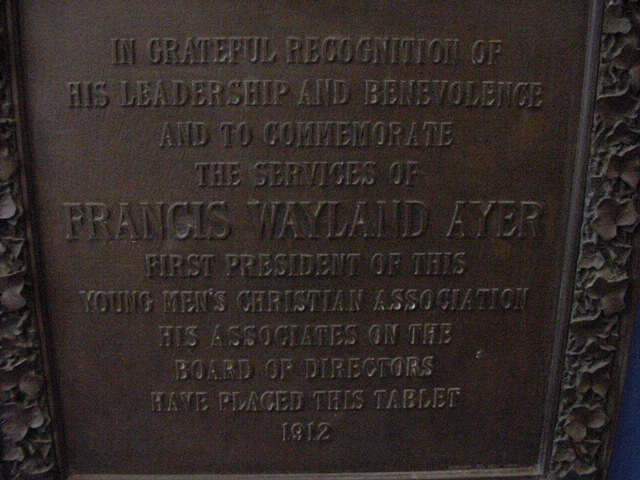 IN GRATEFUL RECOGNITION OF
HIS LEADERSHIP AND BENEVOLENCE
AND TO COMMEMORATE
THE SERVICES OF
FRANCIS WAYLAND AYER
FIRST PRESIDENT OF THIS
YOUNG MEN'S CHRISTIAN ASSOCIATION
HIS ASSOCIATES ON THE
BOARD OF DIRECTORS
HAVE PLACED THIS TABLET
1912